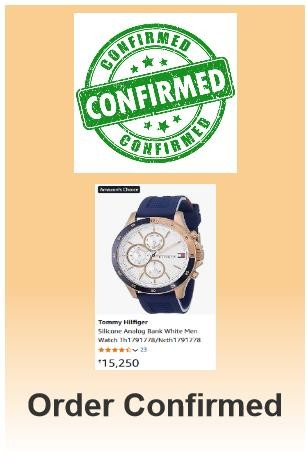 CONFIRMED
CONFIRMED
CONFIRMED
Amazon's Choice
Tommy Hilfiger
Silicone Analog Bank White Men
Watch Th1791778/Ncth1791778
23
₹15,250
Order Confirmed